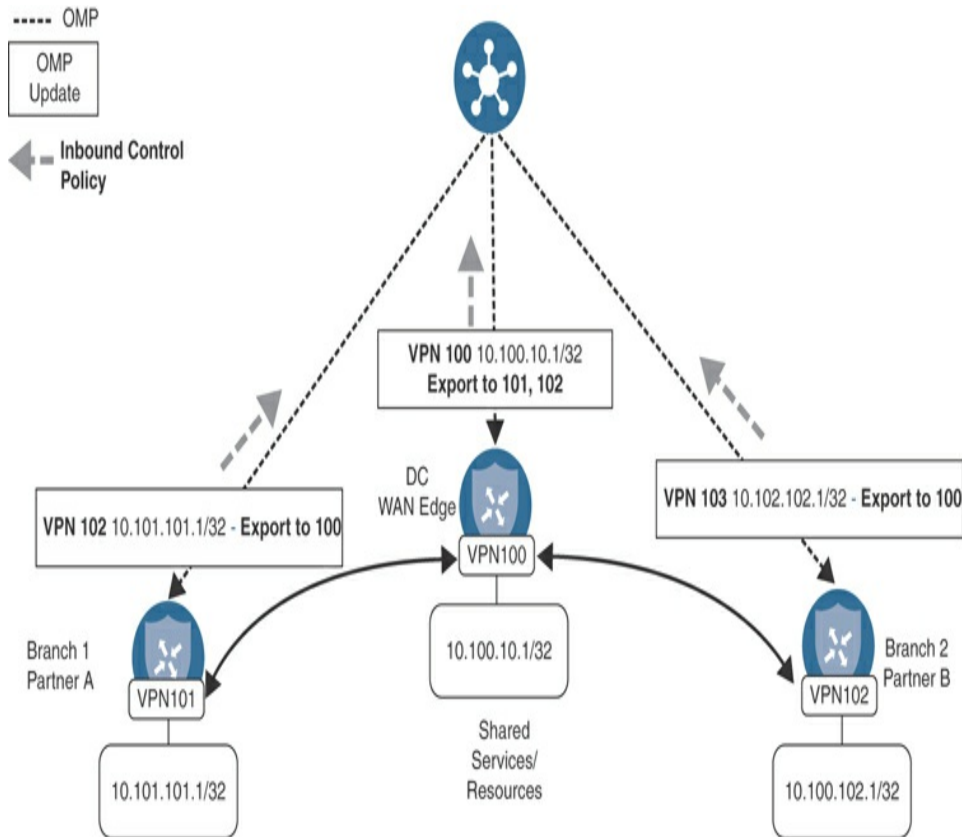 OMP
OMP
Update
Inbound Control
Policy
VPN 100 10.100.10.1/32
Export to 101, 102
DC
WAN Edge
VPN 102 10.101.101.1/32 - Export to 100
VPN 103 10.102.102.1/32 - Export to 100
VPN100
Branch 1
Partner A
VPN101
10.100.10.1/32
Branch 2
Partner B
VPN102
10.101.101.1/32
Shared
Services/
Resources
10.100.102.1/32